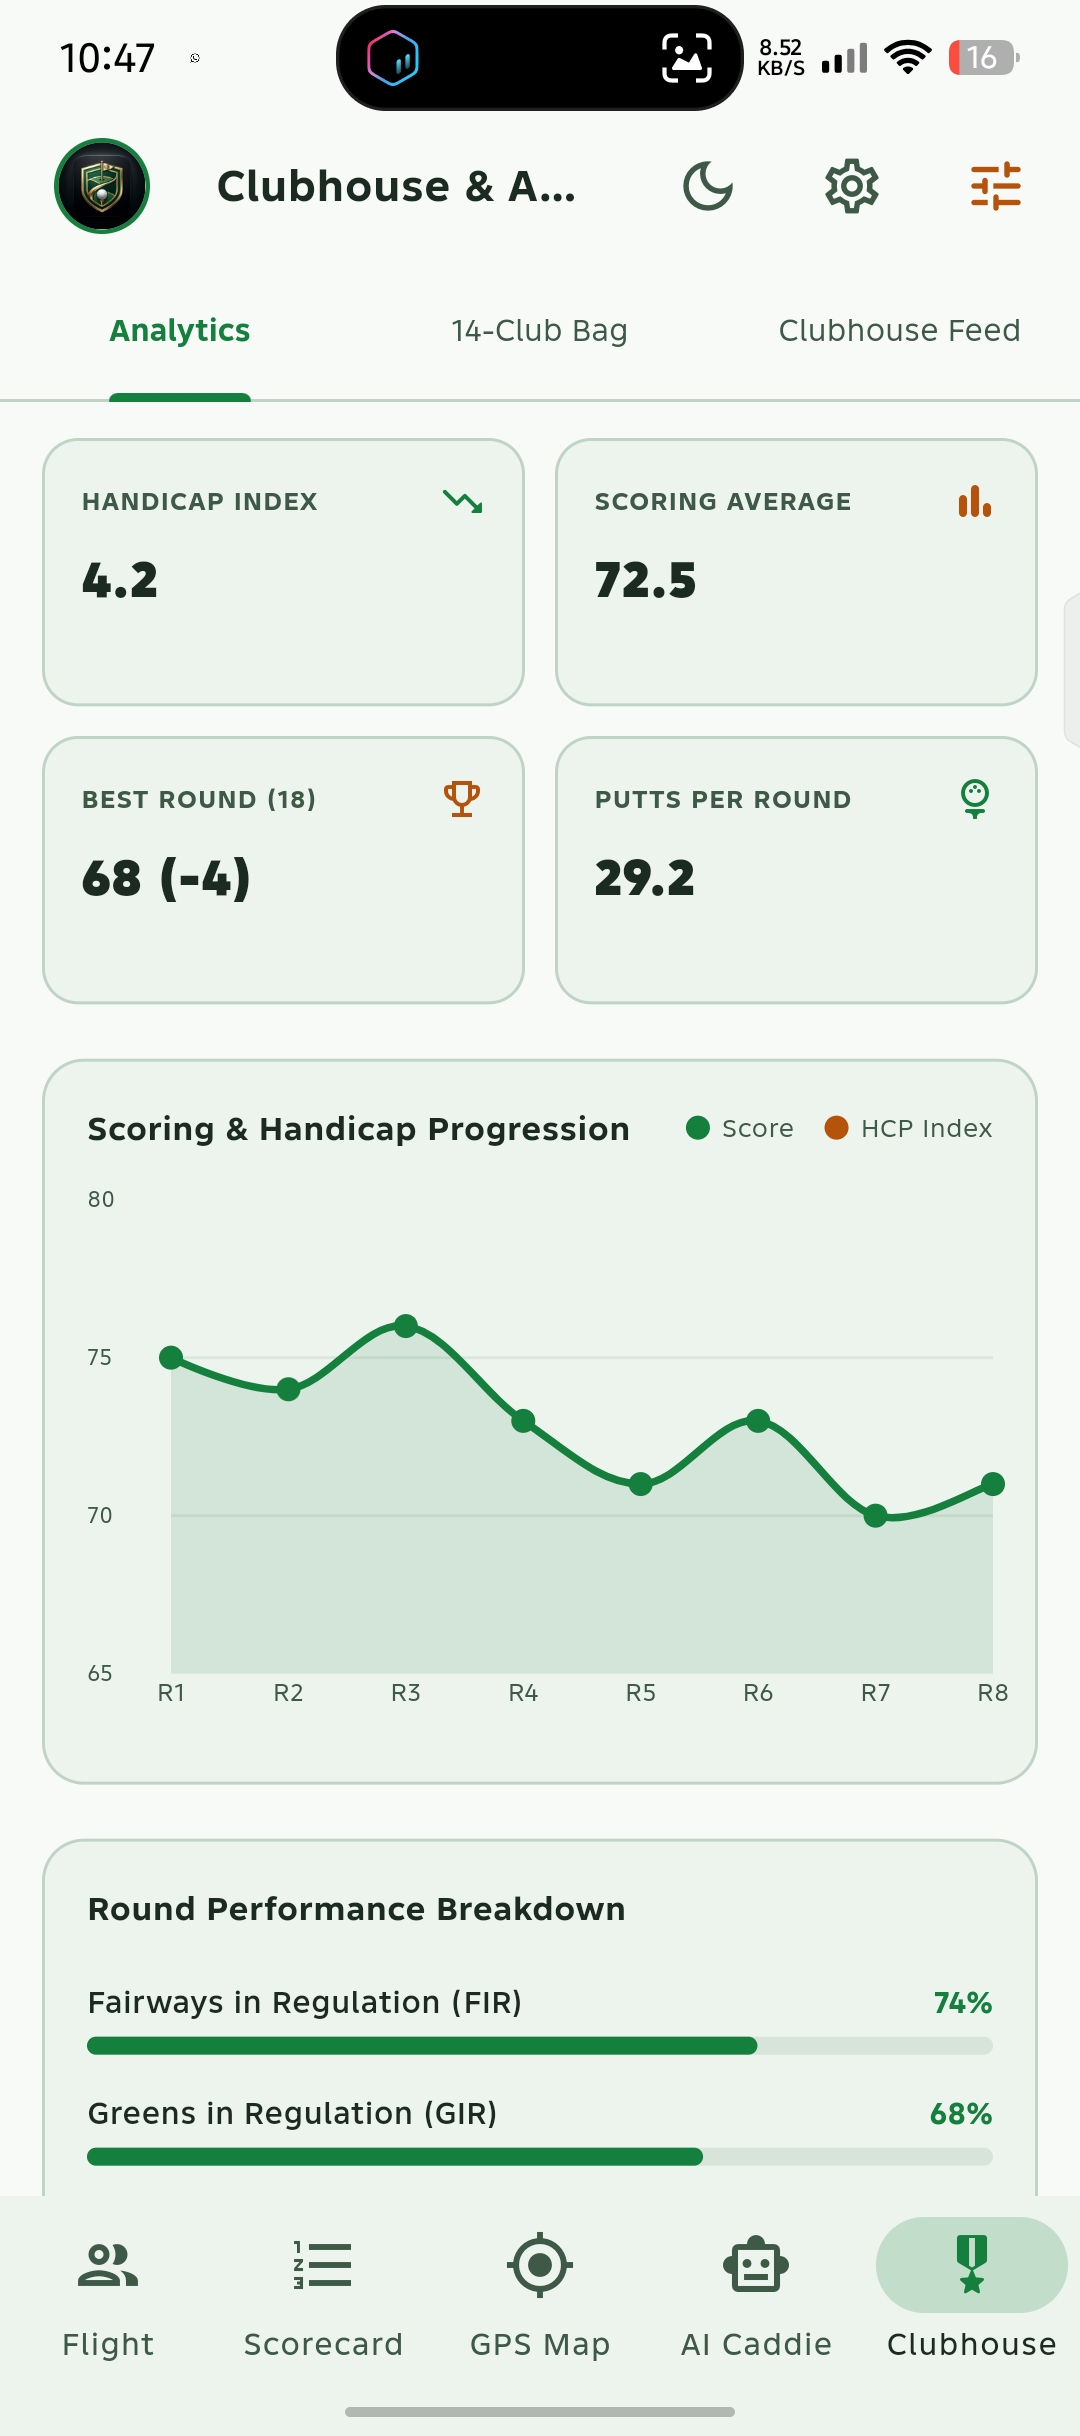 10:47
8.52
KB/S
16
Clubhouse & A...
Analytics
14-Club Bag
Clubhouse Feed
HANDICAP INDEX
4.2
SCORING AVERAGE
72.5
BEST ROUND (18)
68 (-4)
PUTTS PER ROUND
29.2
Scoring & Handicap Progression
Score
HCP Index
80
75
70
65
R1 R2 R3 R4 R5 R6 R7 R8
Round Performance Breakdown
Fairways in Regulation (FIR)
74%
Greens in Regulation (GIR)
68%
Flight
Scorecard
GPS Map
AI Caddie
Clubhouse